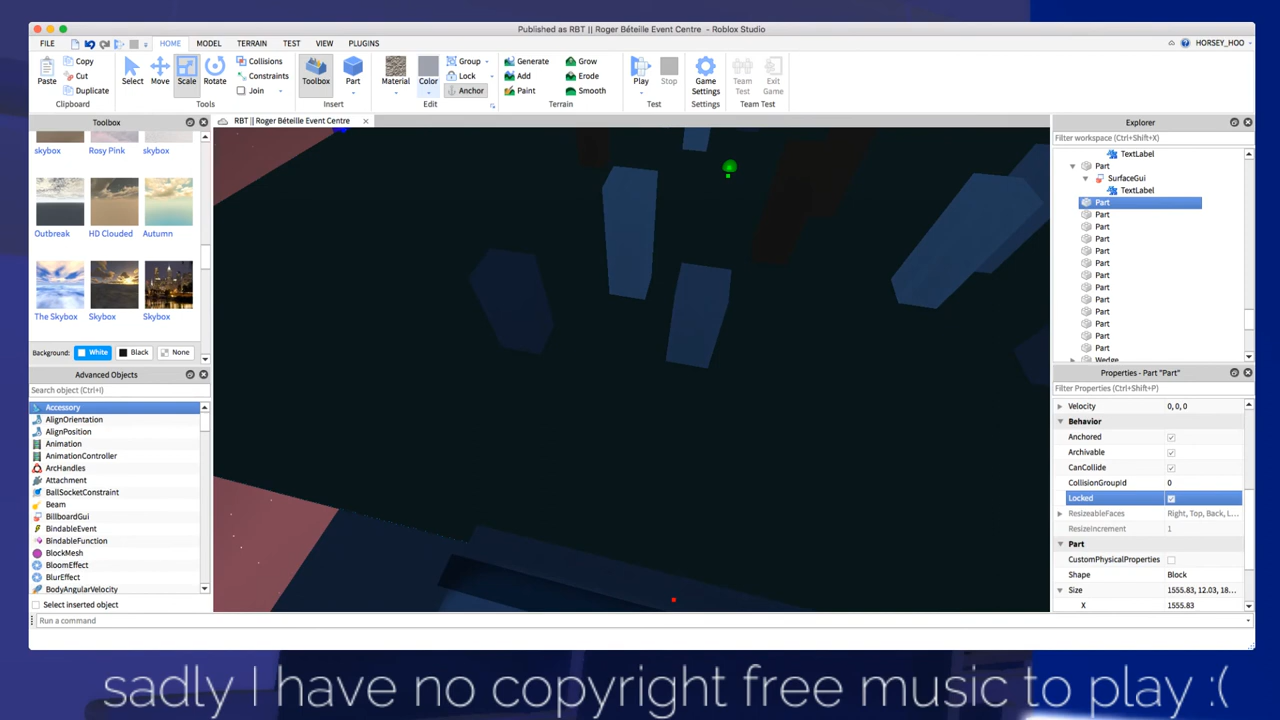 Published as RBT || Roger Béteille Event Centre - Roblox Studio
FILE HOME MODEL TERRAIN TEST VIEW PLUGINS HORSEY_HOO
Paste Copy Cut Duplicate Clipboard
Select Move Scale Rotate Collisions Constraints Join Tools
Toolbox Part Insert
Material Color Group Lock Anchor Edit
Generate Add Paint Grow Erode Smooth Terrain
Play Stop Test
Game Settings Settings
Team Test Exit Game Team Test
Toolbox
RBT || Roger Béteille Event Centre
skybox Rosy Pink skybox
Outbreak HD Clouded Autumn
The Skybox Skybox Skybox
Background: White Black None
Advanced Objects
Search object (Ctrl+I)
Accessory
AlignOrientation
AlignPosition
Animation
AnimationController
ArcHandles
Attachment
BallSocketConstraint
Beam
BillboardGui
BindableEvent
BindableFunction
BlockMesh
BloomEffect
BlurEffect
BodyAngularVelocity
Select inserted object
Run a command
Explorer
Filter workspace (Ctrl+Shift+X)
TextLabel
Part
SurfaceGui
TextLabel
Part
Part
Part
Part
Part
Part
Part
Part
Part
Part
Part
Part
Part
Wedge
Properties - Part "Part"
Filter Properties (Ctrl+Shift+P)
Velocity 0, 0, 0
Behavior
Anchored
Archivable
CanCollide
CollisionGroupId 0
Locked
ResizeableFaces Right, Top, Back, L...
ResizeIncrement 1
Part
CustomPhysicalProperties
Shape Block
Size 1555.83, 12.03, 18...
X 1555.83
sadly I have no copyright free music to play :(